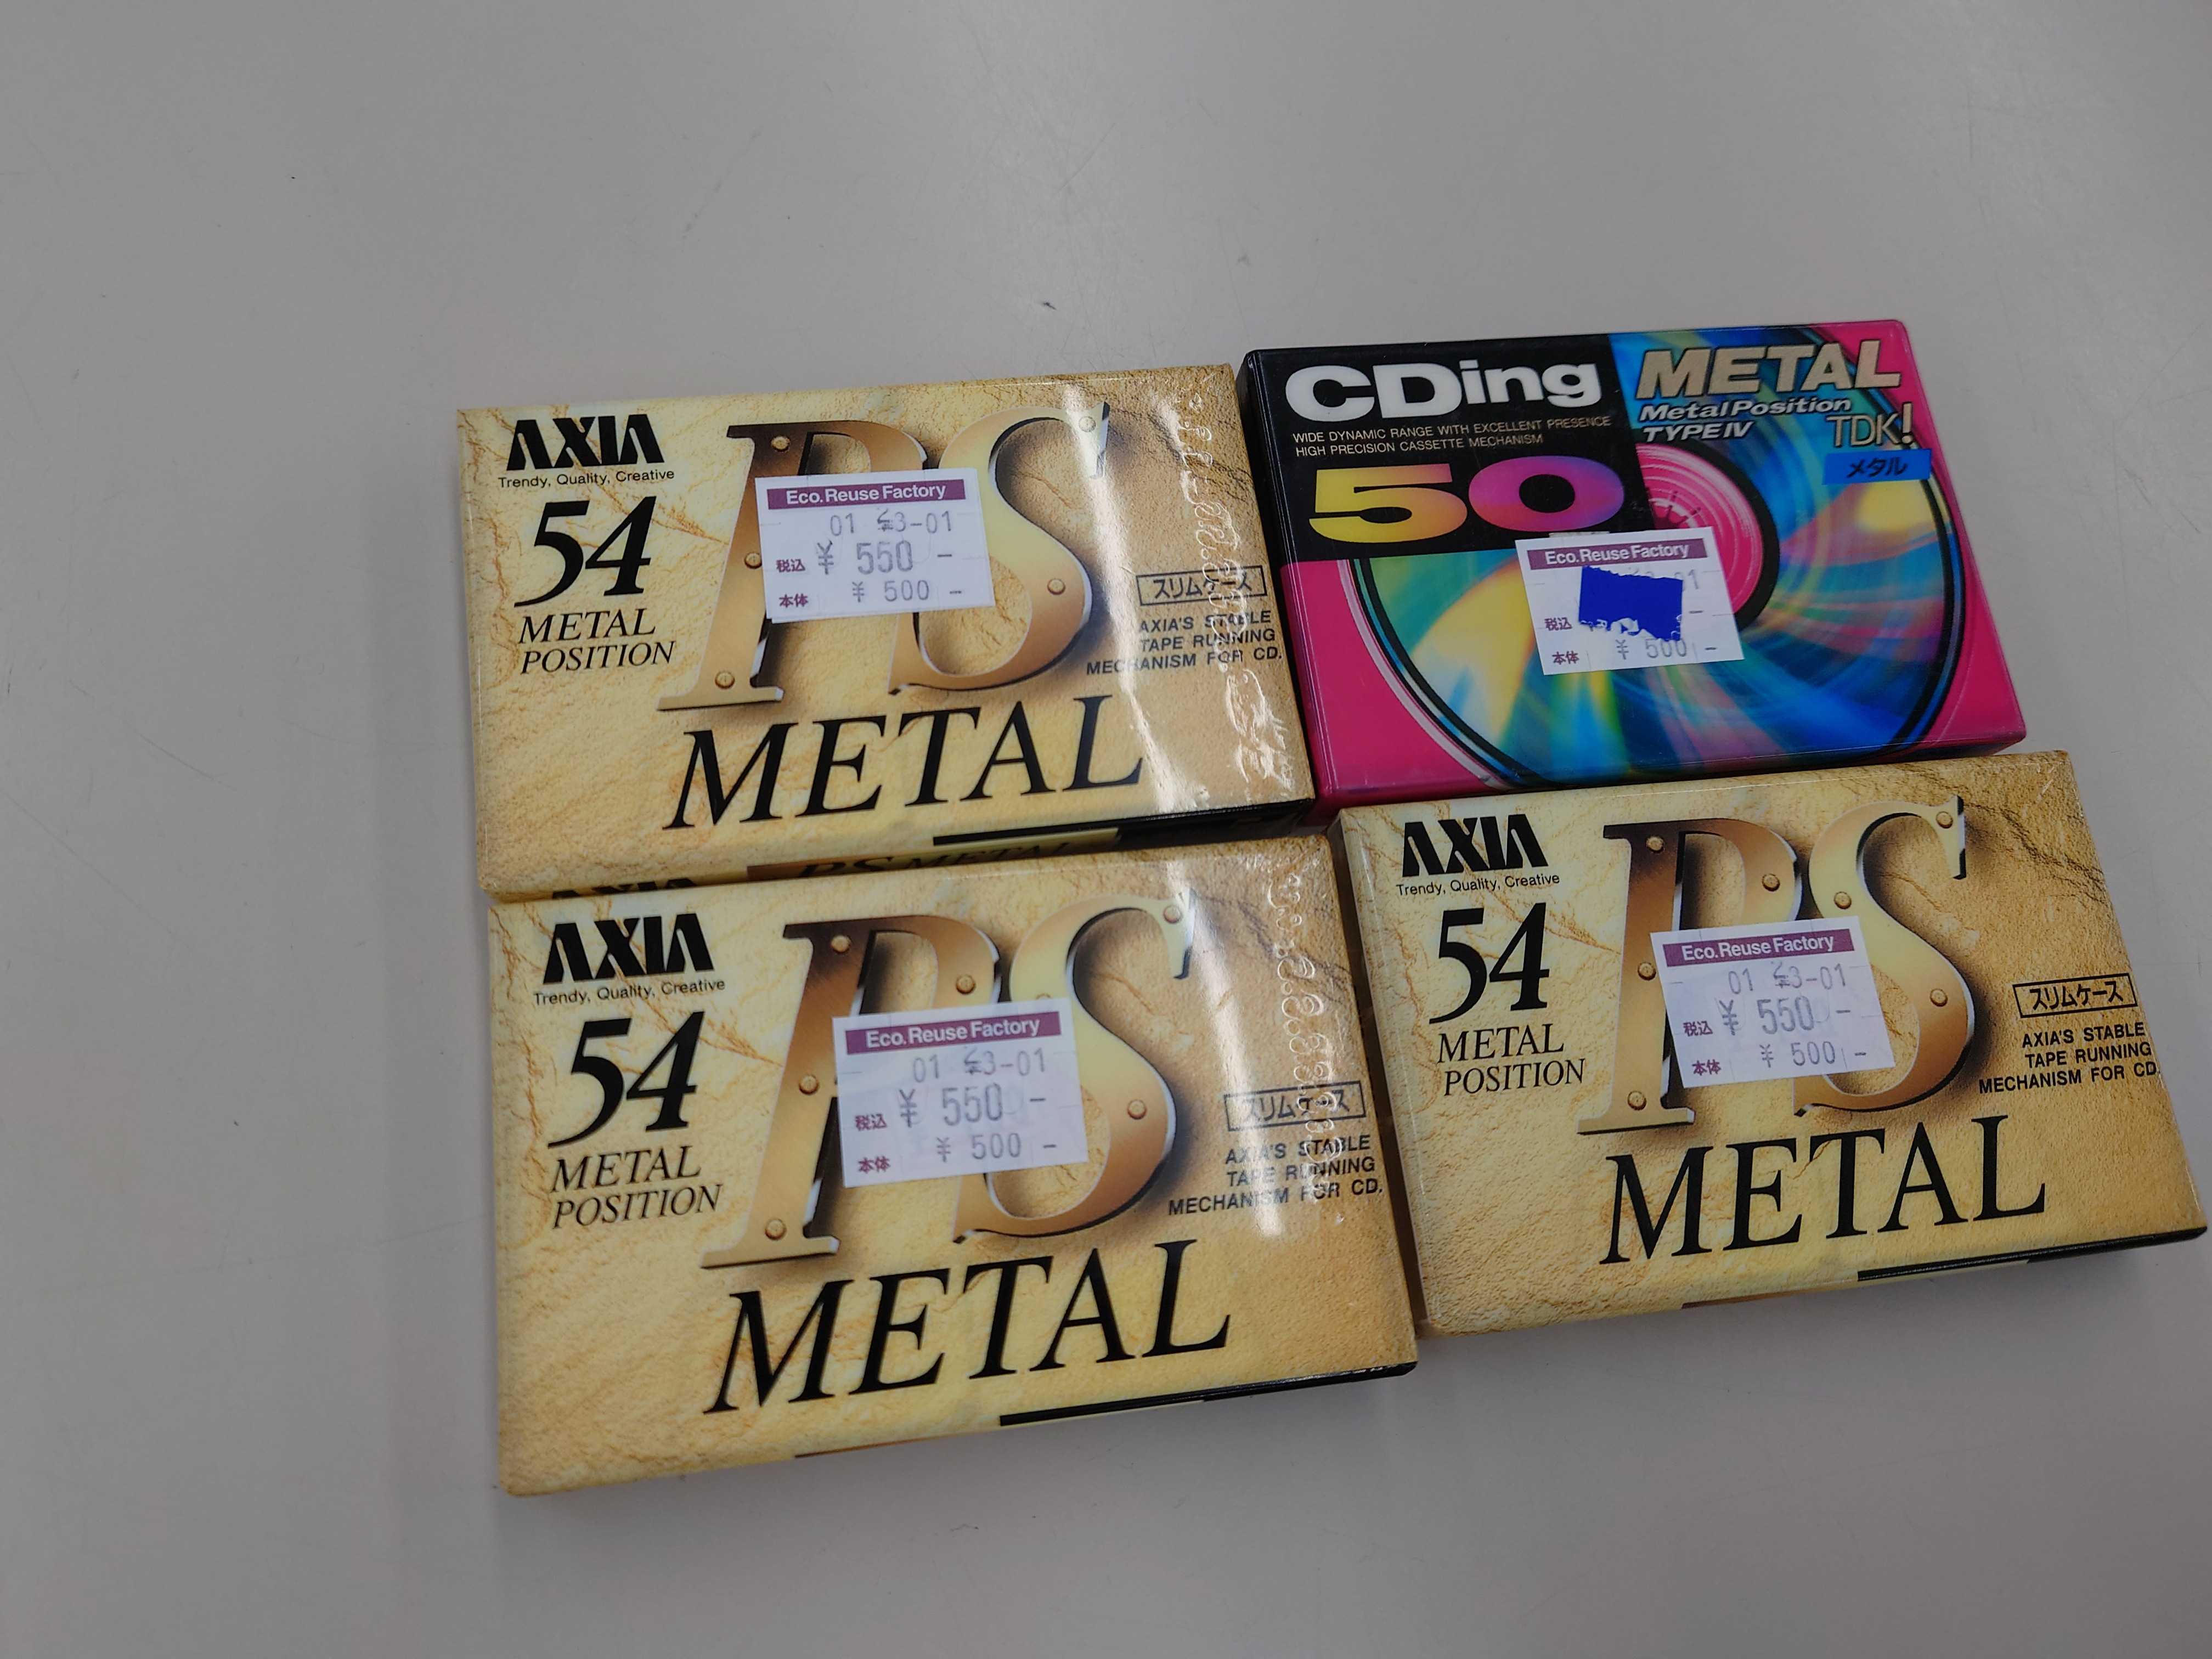 AXIA
Trendy, Quality, Creative
54
METAL
POSITION
PS
METAL
スリムケース
AXIA'S STABLE
TAPE RUNNING
MECHANISM FOR CD.
Eco.Reuse Factory
01 3-01
税込 ¥ 550 -
本体 ¥ 500 -
CDing
WIDE DYNAMIC RANGE WITH EXCELLENT PRESENCE
HIGH PRECISION CASSETTE MECHANISM
50
METAL
Metal Position
TYPE IV
TDK!
メタル
Eco.Reuse Factory
税込 -
本体 ¥ 500 -
PS METAL
AXIA
Trendy, Quality, Creative
54
METAL
POSITION
PS
METAL
スリムケース
AXIA'S STABLE
TAPE RUNNING
MECHANISM FOR CD.
Eco.Reuse Factory
01 3-01
税込 ¥ 550 -
本体 ¥ 500 -
AXIA
Trendy, Quality, Creative
54
METAL
POSITION
PS
METAL
スリムケース
AXIA'S STABLE
TAPE RUNNING
MECHANISM FOR CD.
Eco.Reuse Factory
01 3-01
税込 ¥ 550 -
本体 ¥ 500 -